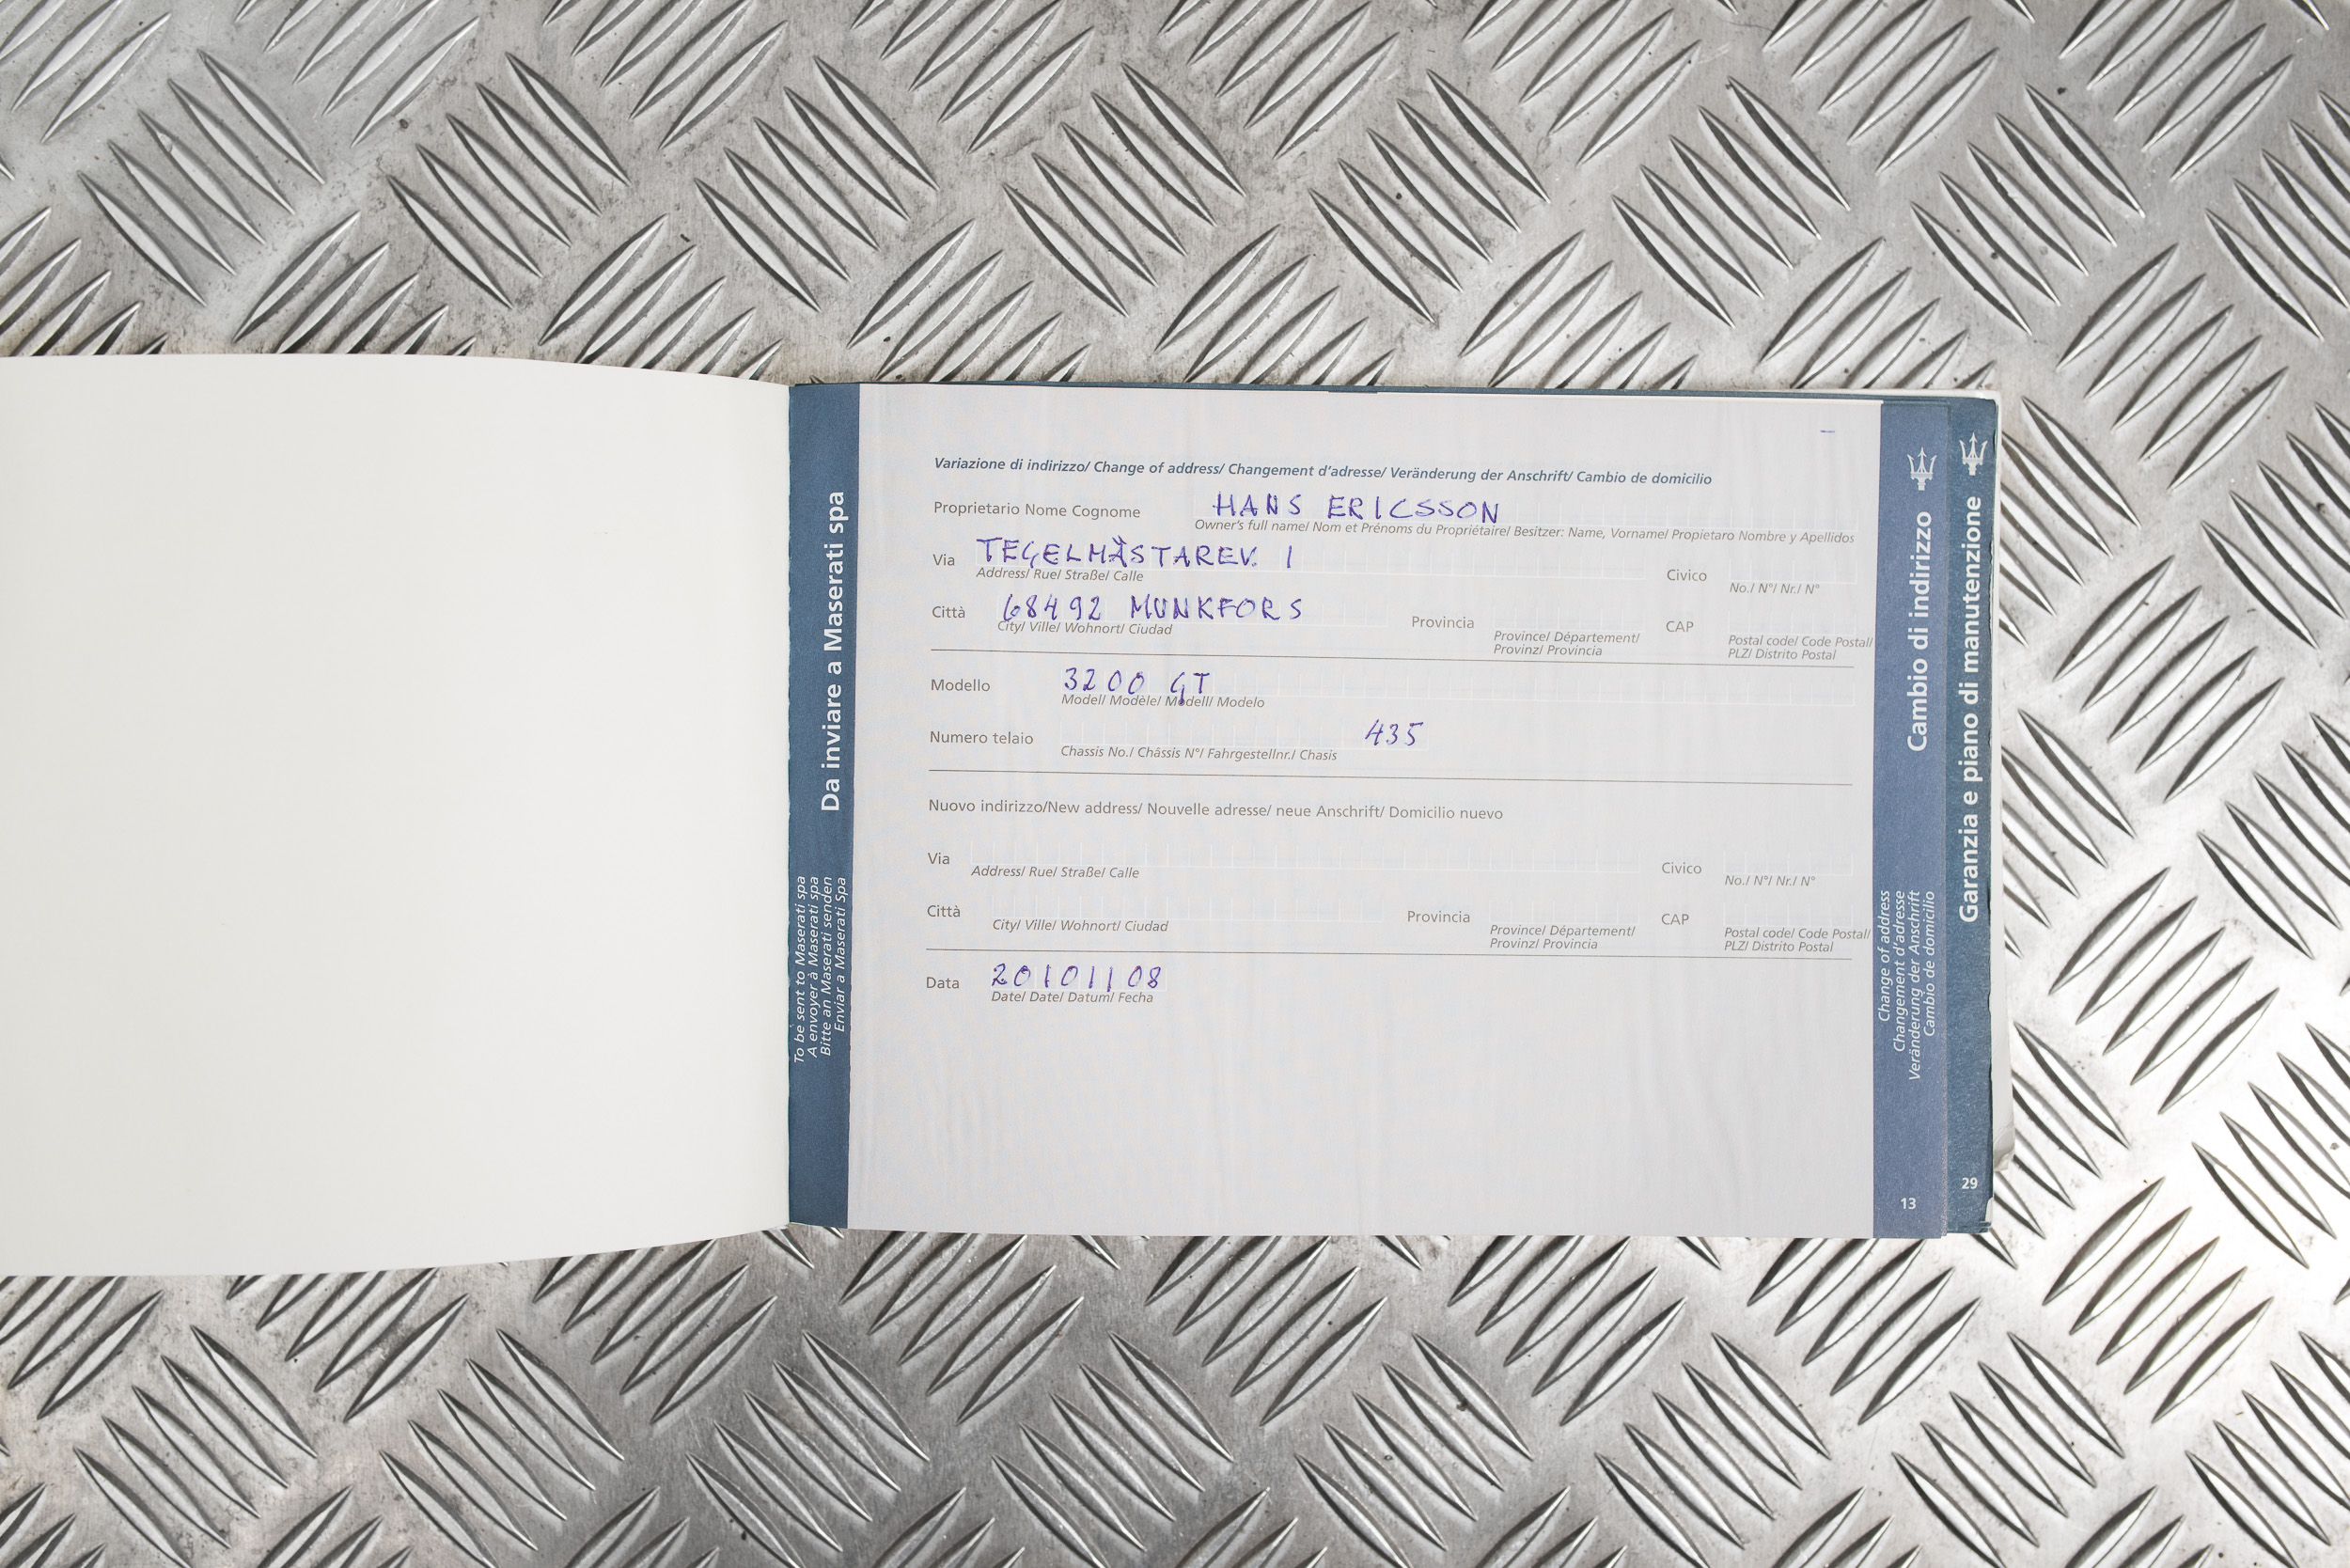 Da inviare a Maserati spa
To be sent to Maserati spa
A envoyer à Maserati spa
Bitte an Maserati senden
Enviar a Maserati Spa
Variazione di indirizzo/ Change of address/ Changement d'adresse/ Veränderung der Anschrift/ Cambio de domicilio
Proprietario Nome Cognome HANS ERICSSON
Owner's full name/ Nom et Prénoms du Propriétaire/ Besitzer: Name, Vorname/ Propietaro Nombre y Apellidos
Via TEGELMÄSTAREV. 1 Civico
Address/ Rue/ Straße/ Calle No./ N°/ Nr./ N°
Città 68492 MUNKFORS Provincia CAP
City/ Ville/ Wohnort/ Ciudad Province/ Département/ Postal code/ Code Postal/
Provinz/ Provincia PLZ/ Distrito Postal
Modello 3200 GT
Model/ Modèle/ Modell/ Modelo
Numero telaio 435
Chassis No./ Châssis N°/ Fahrgestellnr./ Chasis
Nuovo indirizzo/New address/ Nouvelle adresse/ neue Anschrift/ Domicilio nuevo
Via Civico
Address/ Rue/ Straße/ Calle No./ N°/ Nr./ N°
Città Provincia CAP
City/ Ville/ Wohnort/ Ciudad Province/ Département/ Postal code/ Code Postal/
Provinz/ Provincia PLZ/ Distrito Postal
Data 20101108
Date/ Date/ Datum/ Fecha
Cambio di indirizzo
Change of address
Changement d'adresse
Veränderung der Anschrift
Cambio de domicilio
13
Garanzia e piano di manutenzione
29